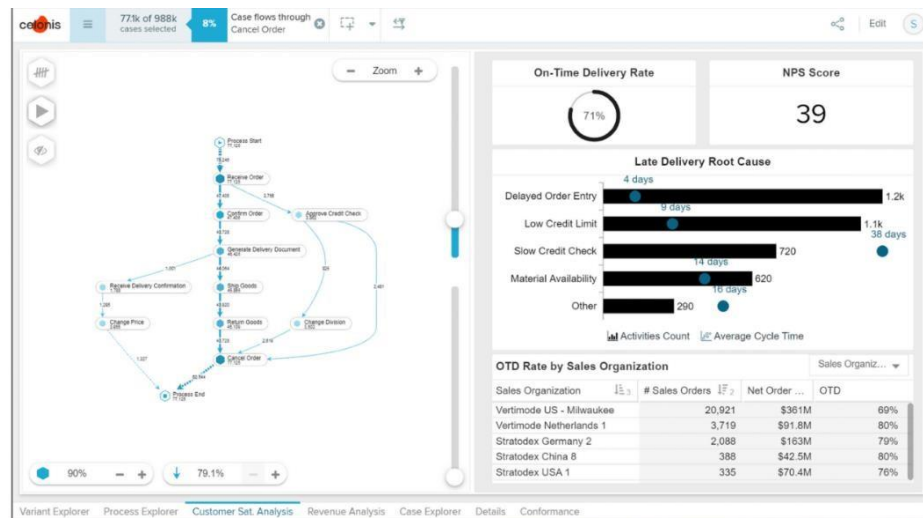 celonis
77.1k of 988k
cases selected
8%
Case flows through
Cancel Order
Edit
S
Zoom
Process Start
77,125
Receive Order
77,125
Confirm Order
Approve Credit Check
Generate Delivery Document
Receive Delivery Confirmation
Ship Goods
Change Price
Return Goods
Change Division
Cancel Order
77,125
Process End
77,125
90%
79.1%
On-Time Delivery Rate
71%
NPS Score
39
Late Delivery Root Cause
4 days
Delayed Order Entry
1.2k
9 days
Low Credit Limit
1.1k
38 days
Slow Credit Check
720
14 days
Material Availability
620
16 days
Other
290
Activities Count
Average Cycle Time
OTD Rate by Sales Organization
Sales Organiz...
Sales Organization
# Sales Orders
Net Order ...
OTD
Vertimode US - Milwaukee 20,921 $361M 69%
Vertimode Netherlands 1 3,719 $91.8M 80%
Stratodex Germany 2 2,088 $163M 79%
Stratodex China 8 388 $42.5M 80%
Stratodex USA 1 335 $70.4M 76%
Variant Explorer Process Explorer Customer Sat. Analysis Revenue Analysis Case Explorer Details Conformance